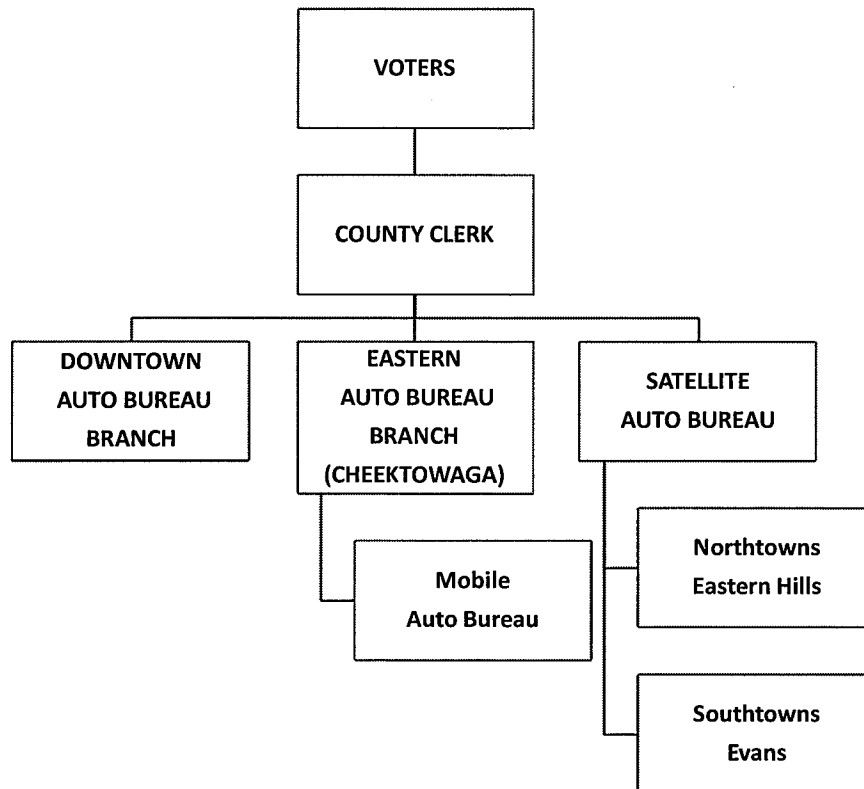 VOTERS
COUNTY CLERK
DOWNTOWN
AUTO BUREAU
BRANCH
EASTERN
AUTO BUREAU
BRANCH
(CHEEKTOWAGA)
SATELLITE
AUTO BUREAU
Mobile
Auto Bureau
Northtowns
Eastern Hills
Southtowns
Evans